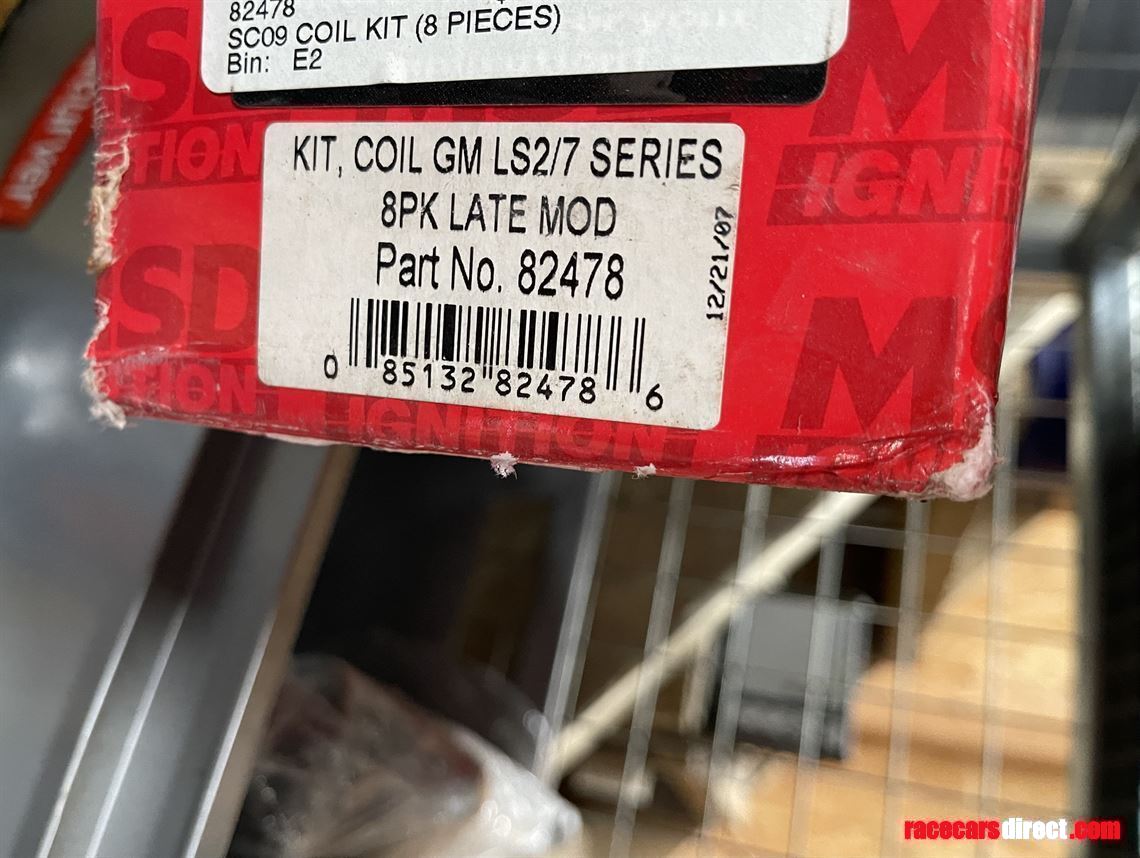 82478
SC09 COIL KIT (8 PIECES)
Bin: E2
KIT, COIL GM LS2/7 SERIES
8PK LATE MOD
Part No. 82478
12/21/07
0 85132 82478 6
IGNITION
racecarsdirect.com